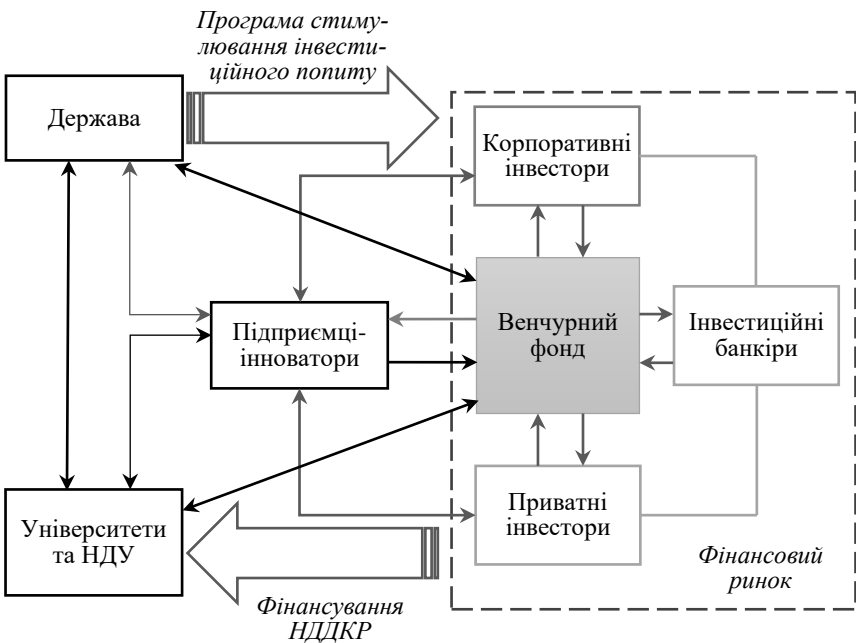 Програма стиму-
лювання інвести-
ційного попиту
Держава
Корпоративні
інвестори
Підприємці-
інноватори
Венчурний
фонд
Інвестиційні
банкіри
Університети
та НДУ
Приватні
інвестори
Фінансовий
ринок
Фінансування
НДДКР